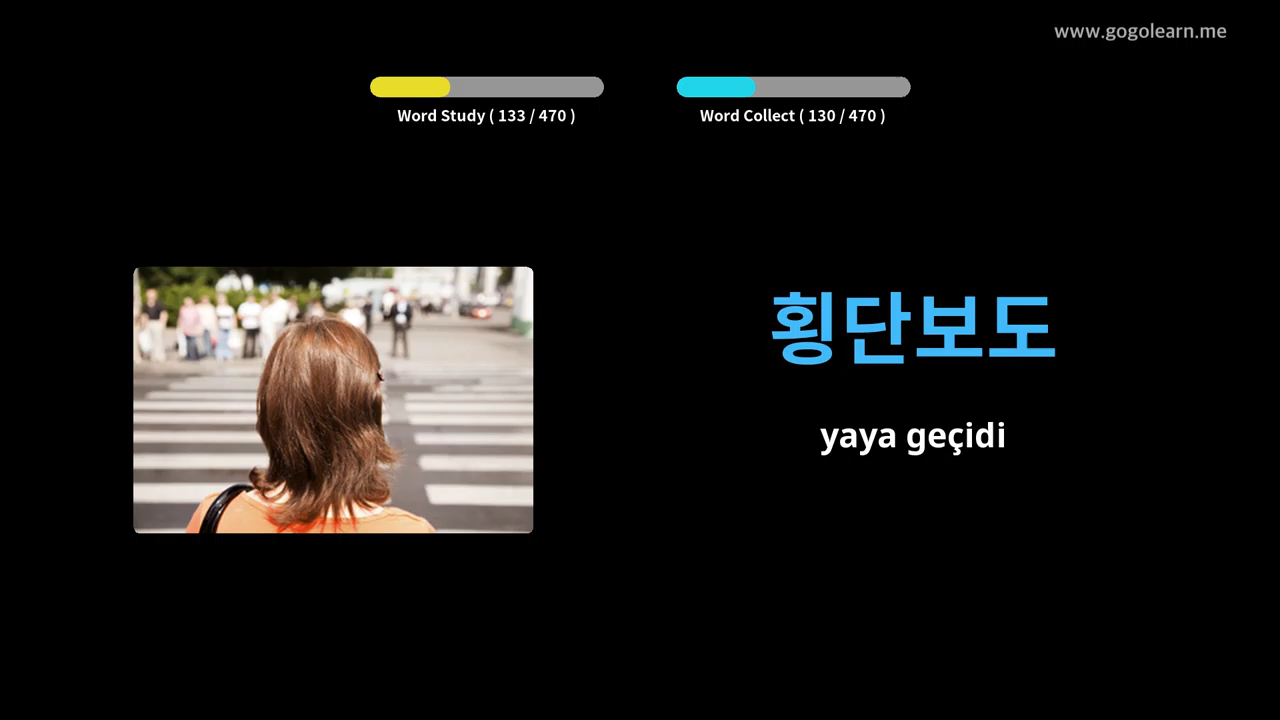 www.gogolearn.me
Word Study ( 133 / 470 )
Word Collect ( 130 / 470 )
횡단보도
yaya geçidi